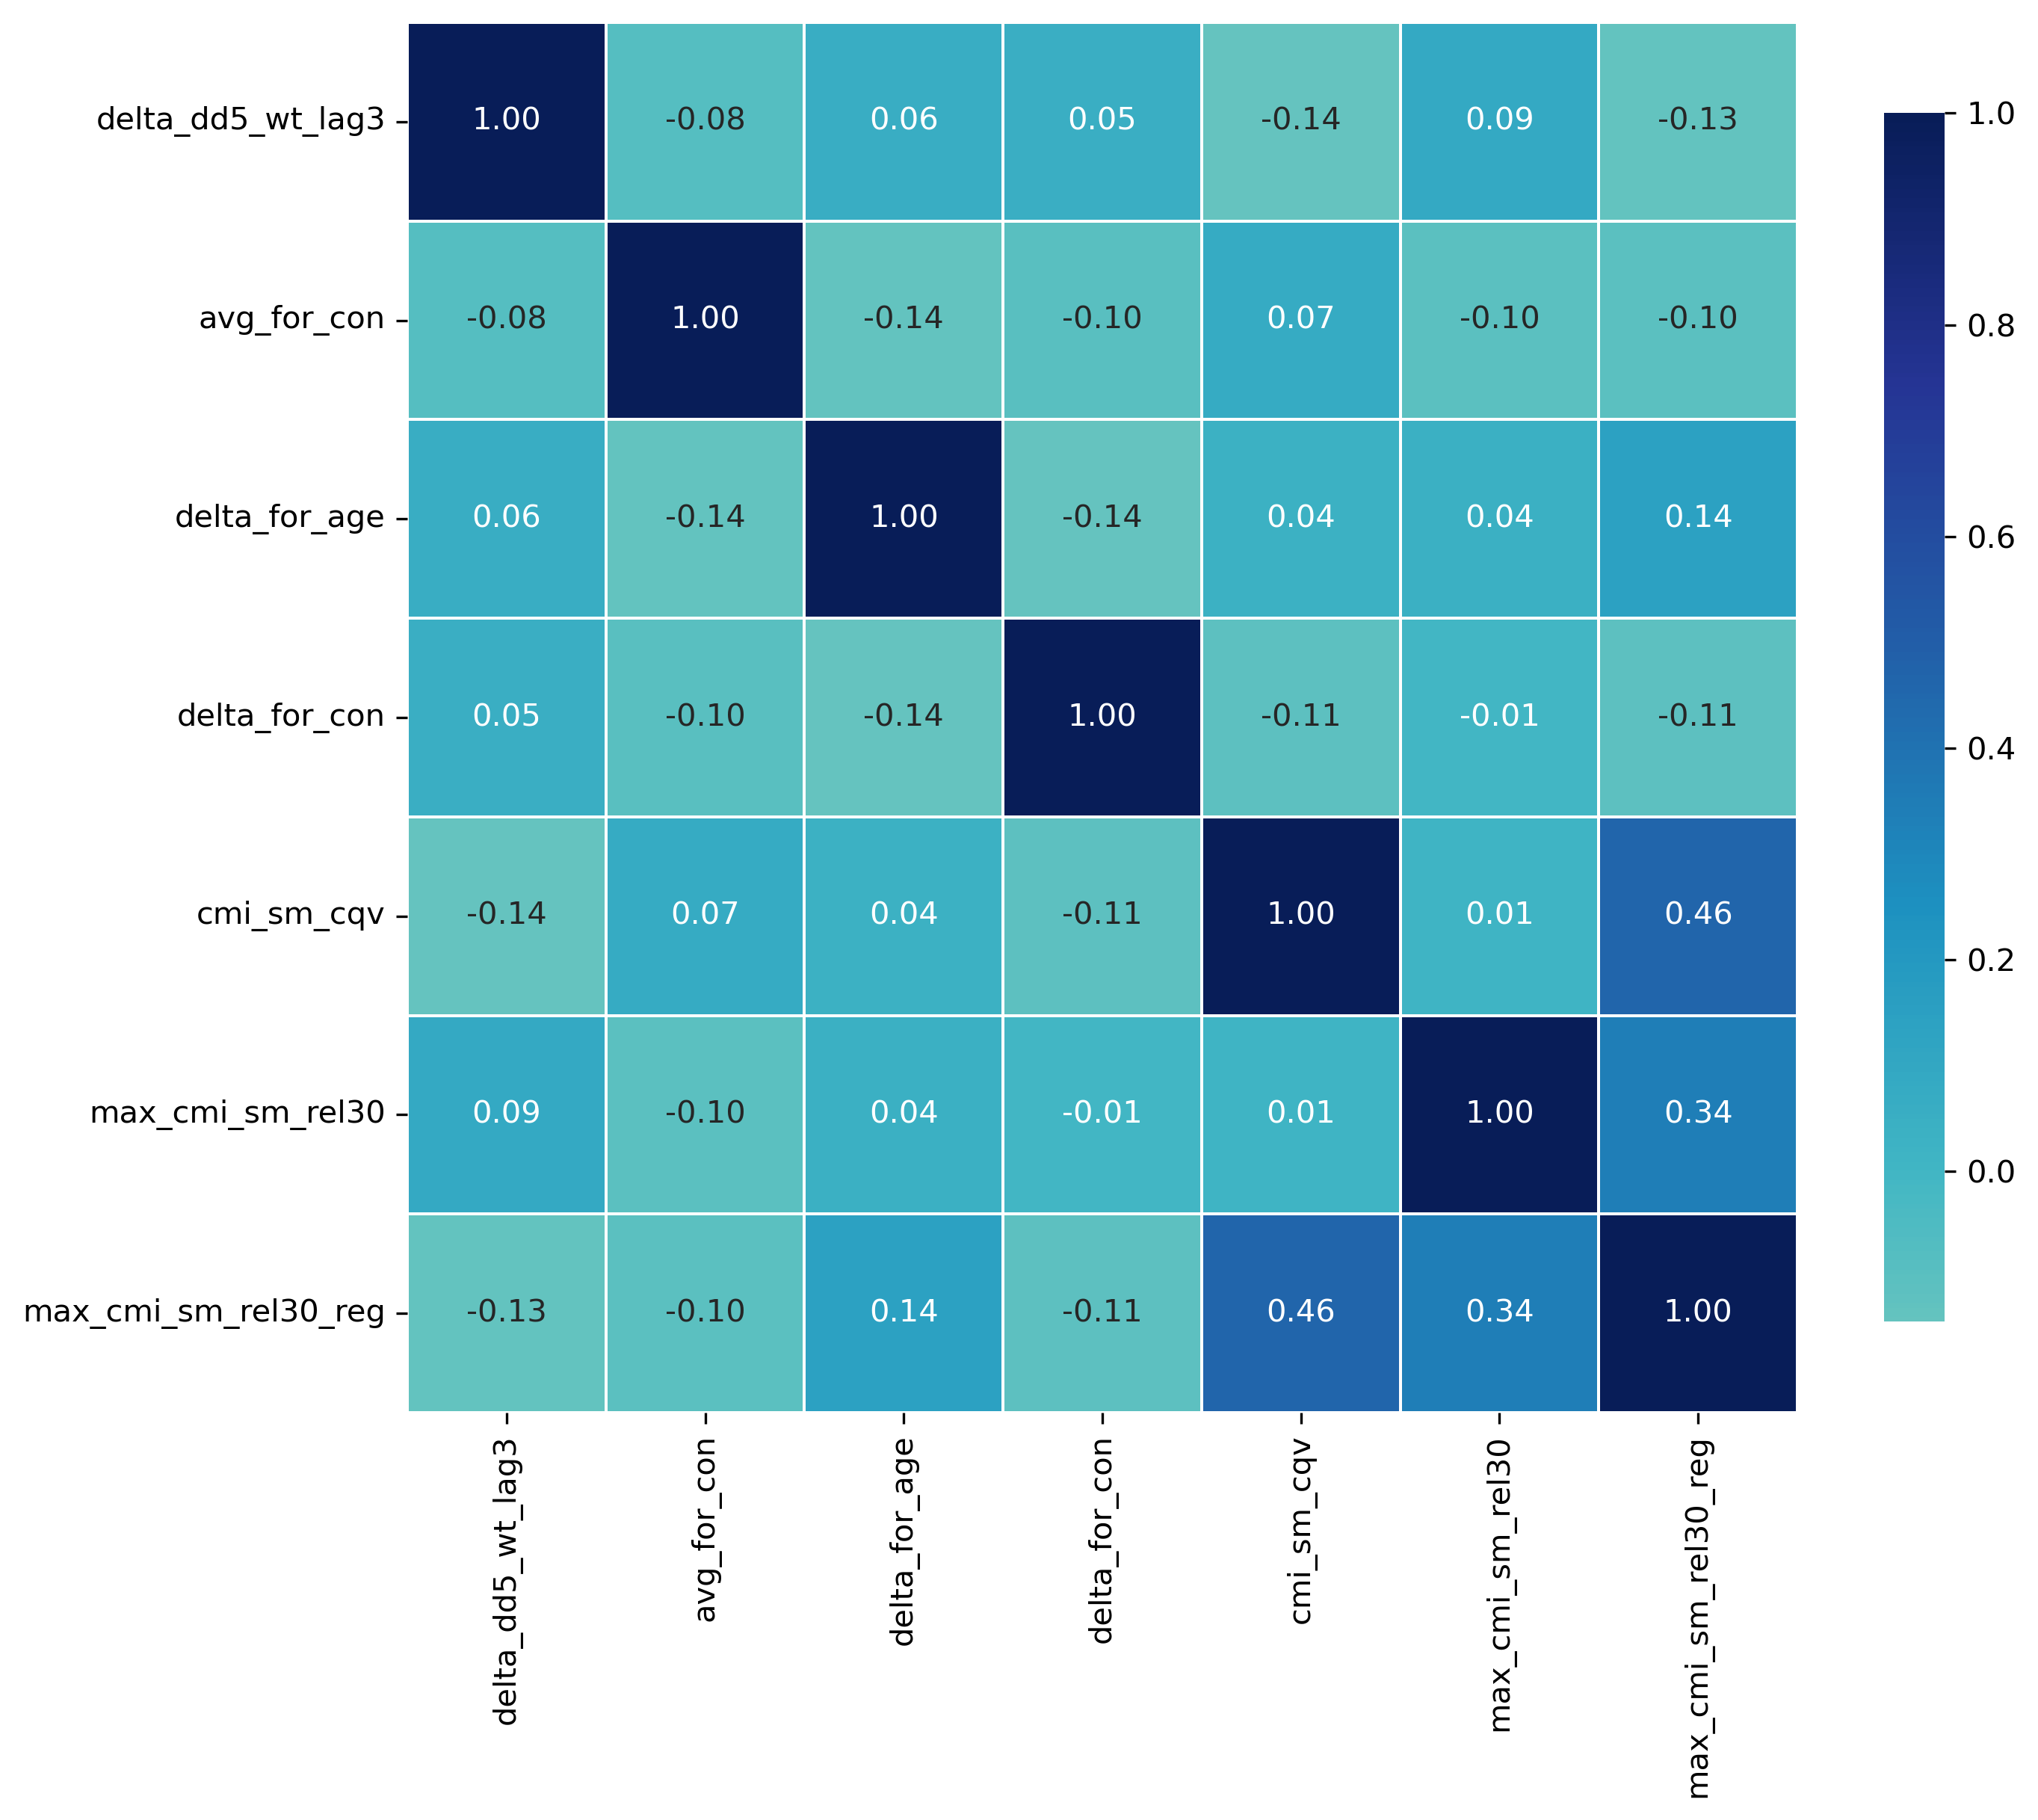 delta_dd5_wt_lag3 1.00 -0.08 0.06 0.05 -0.14 0.09 -0.13
avg_for_con -0.08 1.00 -0.14 -0.10 0.07 -0.10 -0.10
delta_for_age 0.06 -0.14 1.00 -0.14 0.04 0.04 0.14
delta_for_con 0.05 -0.10 -0.14 1.00 -0.11 -0.01 -0.11
cmi_sm_cqv -0.14 0.07 0.04 -0.11 1.00 0.01 0.46
max_cmi_sm_rel30 0.09 -0.10 0.04 -0.01 0.01 1.00 0.34
max_cmi_sm_rel30_reg -0.13 -0.10 0.14 -0.11 0.46 0.34 1.00
delta_dd5_wt_lag3
avg_for_con
delta_for_age
delta_for_con
cmi_sm_cqv
max_cmi_sm_rel30
max_cmi_sm_rel30_reg
1.0
0.8
0.6
0.4
0.2
0.0